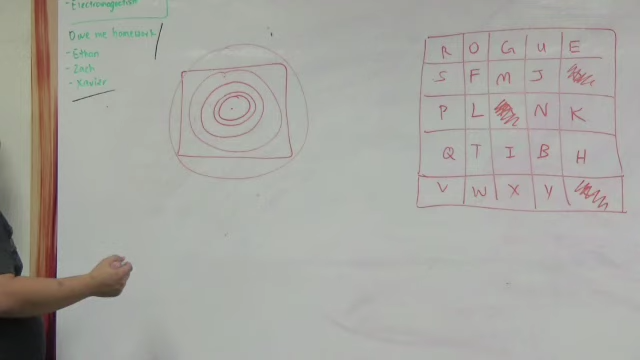 - Electromagnetism
Owe me homework
- Ethan
- Zach
- Xavier
R O G U E
S F M J
P L N K
Q T I B H
V W X Y